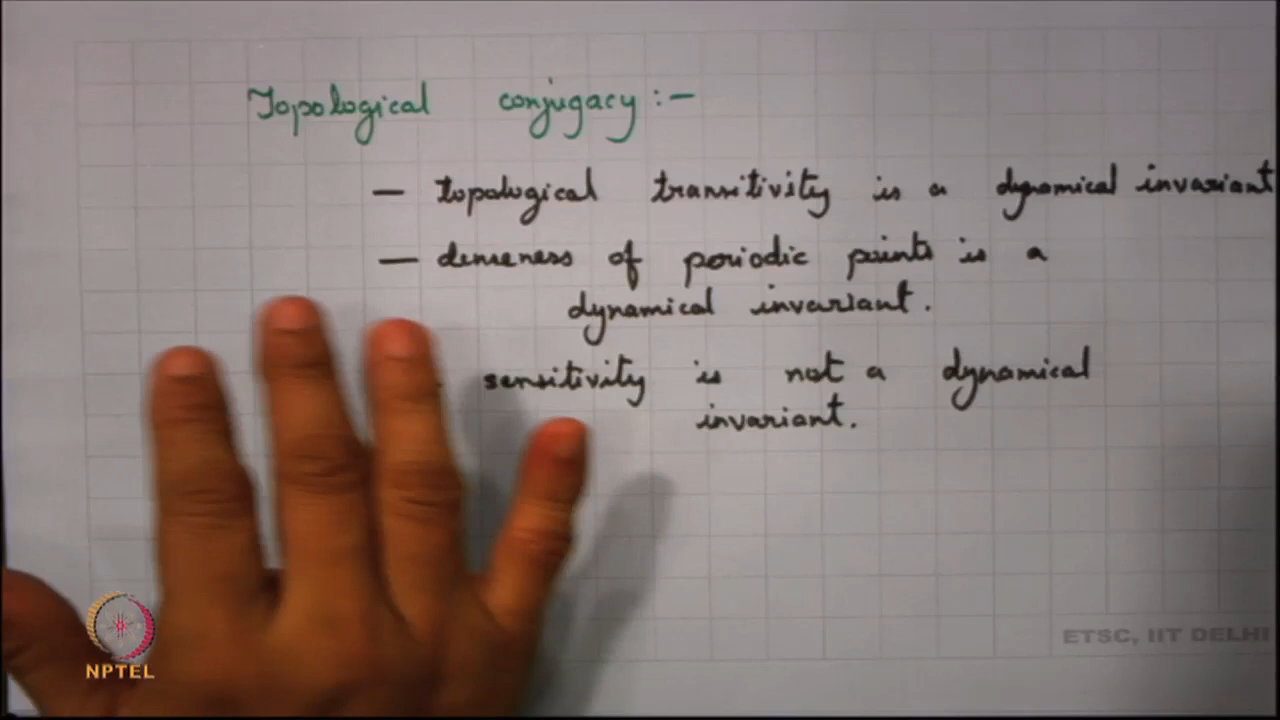 Topological conjugacy :-
— topological transitivity is a dynamical invariant
— denseness of periodic points is a
dynamical invariant.
sensitivity is not a dynamical
invariant.
ETSC, IIT DELHI
NPTEL